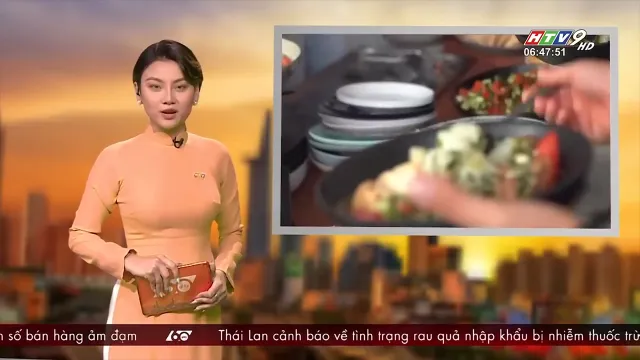 HTV9 HD
06:47:51
n số bán hàng ảm đạm
Thái Lan cảnh báo về tình trạng rau quả nhập khẩu bị nhiễm thuốc trừ